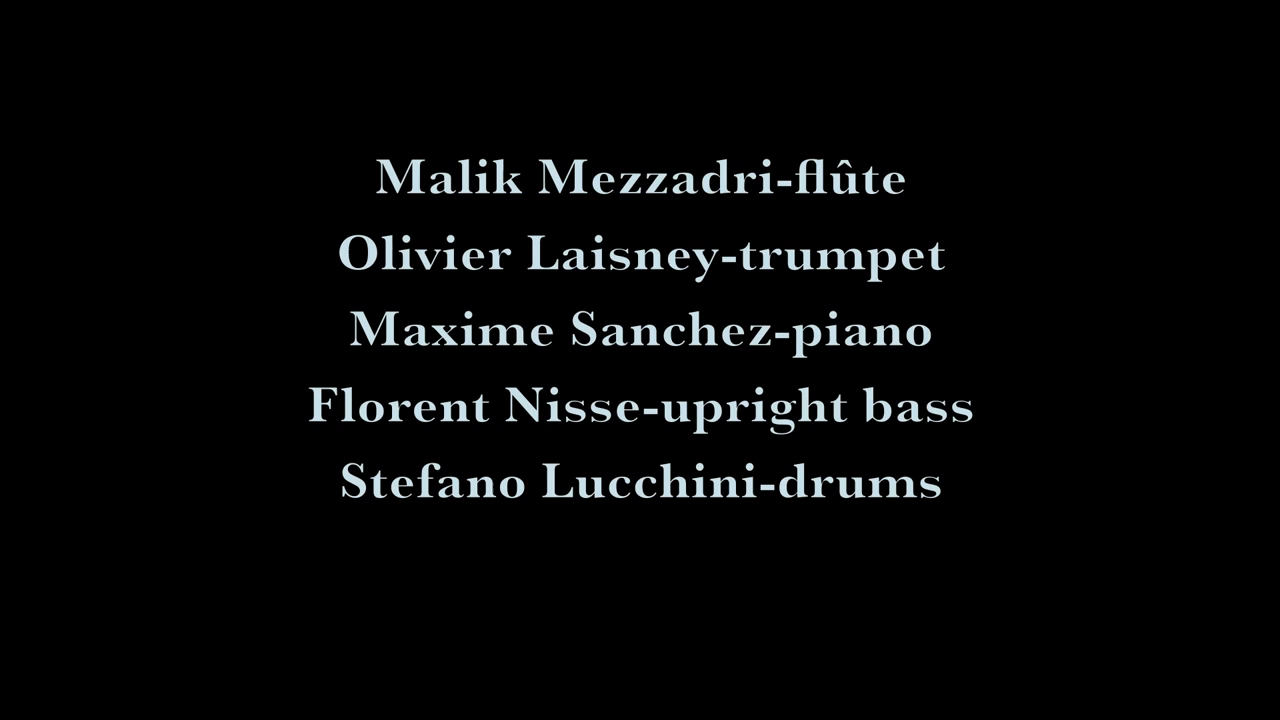 Malik Mezzadri-flûte
Olivier Laisney-trumpet
Maxime Sanchez-piano
Florent Nisse-upright bass
Stefano Lucchini-drums